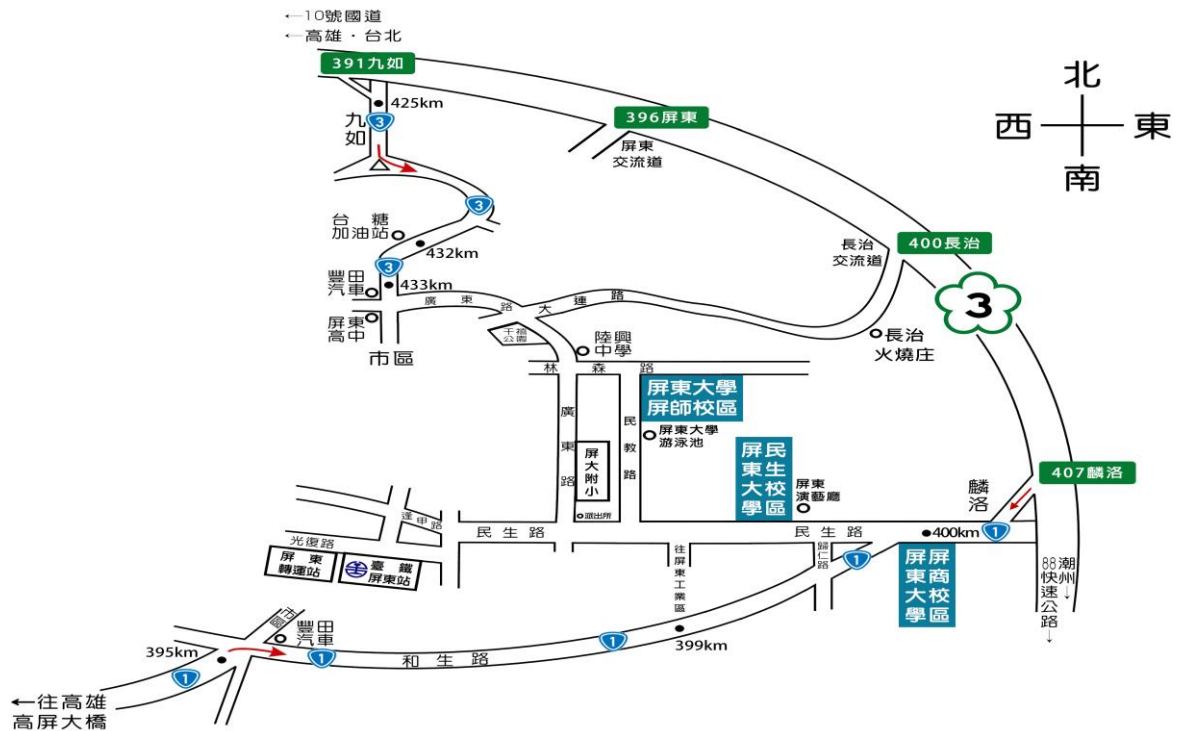 ←10號國道
←高雄．台北
391九如
425km
九如
3
396屏東
屏東
交流道
北
西
東
南
3
台糖
加油站
432km
3
433km
豐田
汽車
屏東
高中
市區
廣東路
大連路
千禧
公園
陸興
中學
長治
交流道
400長治
3
長治
火燒庄
林森路
屏東大學
屏師校區
廣東路
民教路
屏東大學
游泳池
屏大附小
派出所
民生校區
屏東大學
屏東
演藝廳
407麟洛
麟洛
400km
1
逢甲路
光復路
民生路
民生路
屏東
轉運站
臺鐵
屏東站
往屏東工業區
歸仁路
1
屏商校區
屏東大學
潮州↓
88快速公路↓
市區
豐田
汽車
395km
1
1
和生路
1
399km
←往高雄
高屏大橋